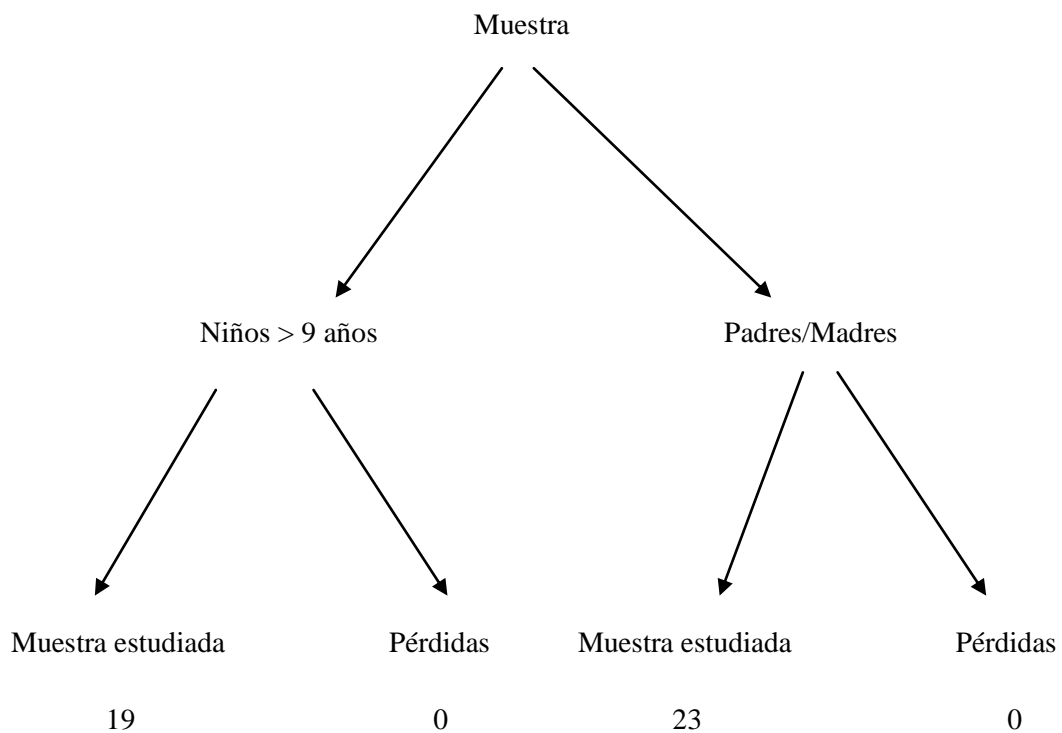 Muestra
Niños > 9 años Padres/Madres
Muestra estudiada Pérdidas Muestra estudiada Pérdidas
19 0 23 0